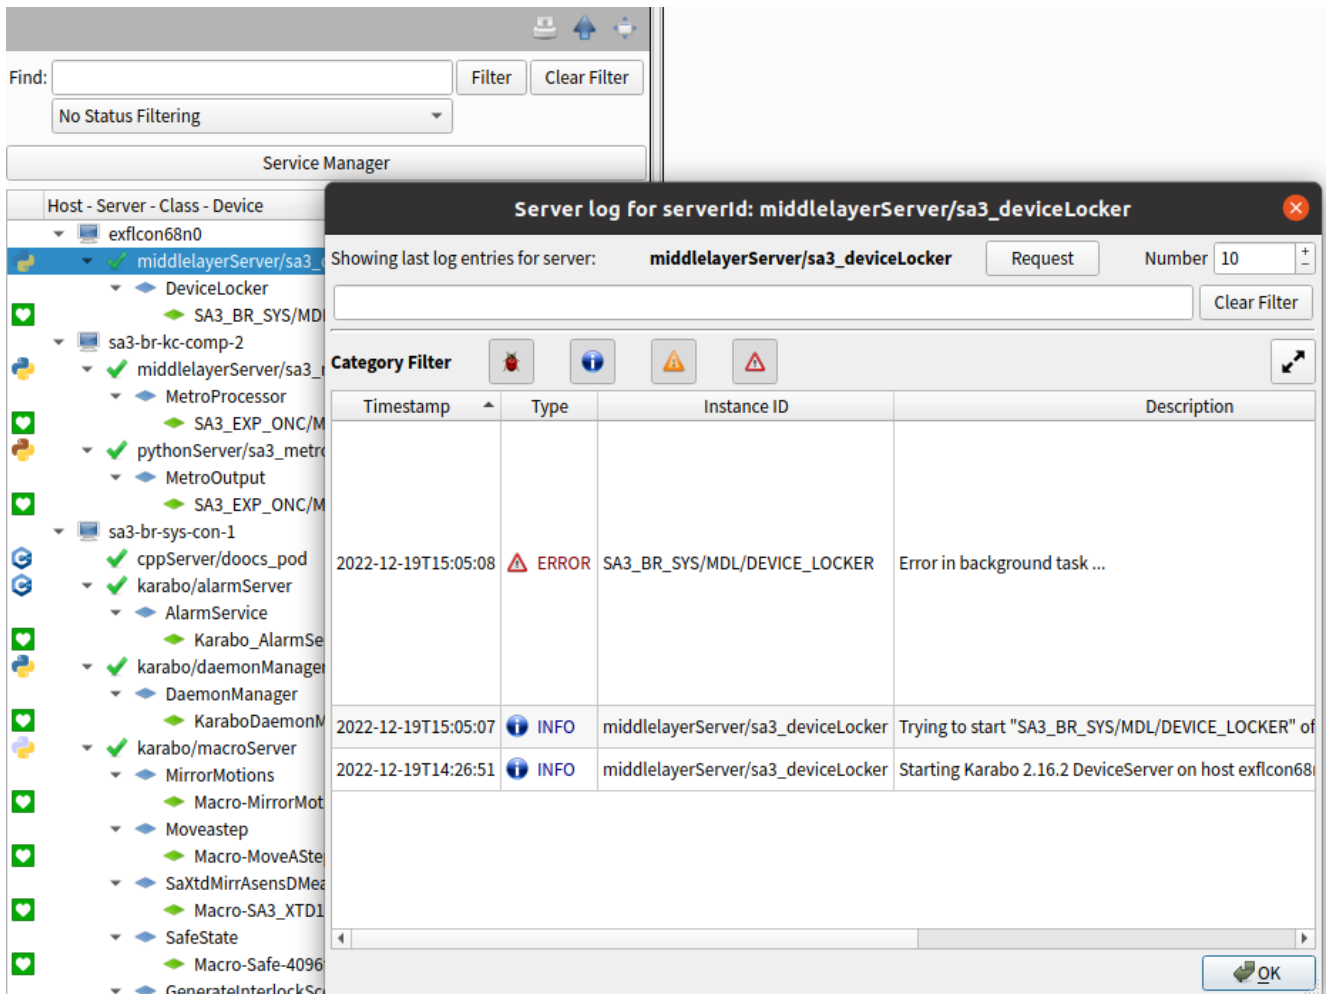 Find:
Filter
Clear Filter
No Status Filtering
Service Manager
Host - Server - Class - Device
exflcon68n0
middlelayerServer/sa3_
DeviceLocker
SA3_BR_SYS/MDL
sa3-br-kc-comp-2
middlelayerServer/sa3_
MetroProcessor
SA3_EXP_ONC/M
pythonServer/sa3_metro
MetroOutput
SA3_EXP_ONC/M
sa3-br-sys-con-1
cppServer/doocs_pod
karabo/alarmServer
AlarmService
Karabo_AlarmSe
karabo/daemonManager
DaemonManager
KaraboDaemonM
karabo/macroServer
MirrorMotions
Macro-MirrorMot
Moveastep
Macro-MoveAStep
SaXtdMirrAsensDMea
Macro-SA3_XTD1
SafeState
Macro-Safe-4096
GenerateInterlockSc
Server log for serverId: middlelayerServer/sa3_deviceLocker
Showing last log entries for server: middlelayerServer/sa3_deviceLocker Request Number 10
Clear Filter
Category Filter
Timestamp Type Instance ID Description
2022-12-19T15:05:08 ERROR SA3_BR_SYS/MDL/DEVICE_LOCKER Error in background task ...
2022-12-19T15:05:07 INFO middlelayerServer/sa3_deviceLocker Trying to start "SA3_BR_SYS/MDL/DEVICE_LOCKER" of
2022-12-19T14:26:51 INFO middlelayerServer/sa3_deviceLocker Starting Karabo 2.16.2 DeviceServer on host exflcon68
OK